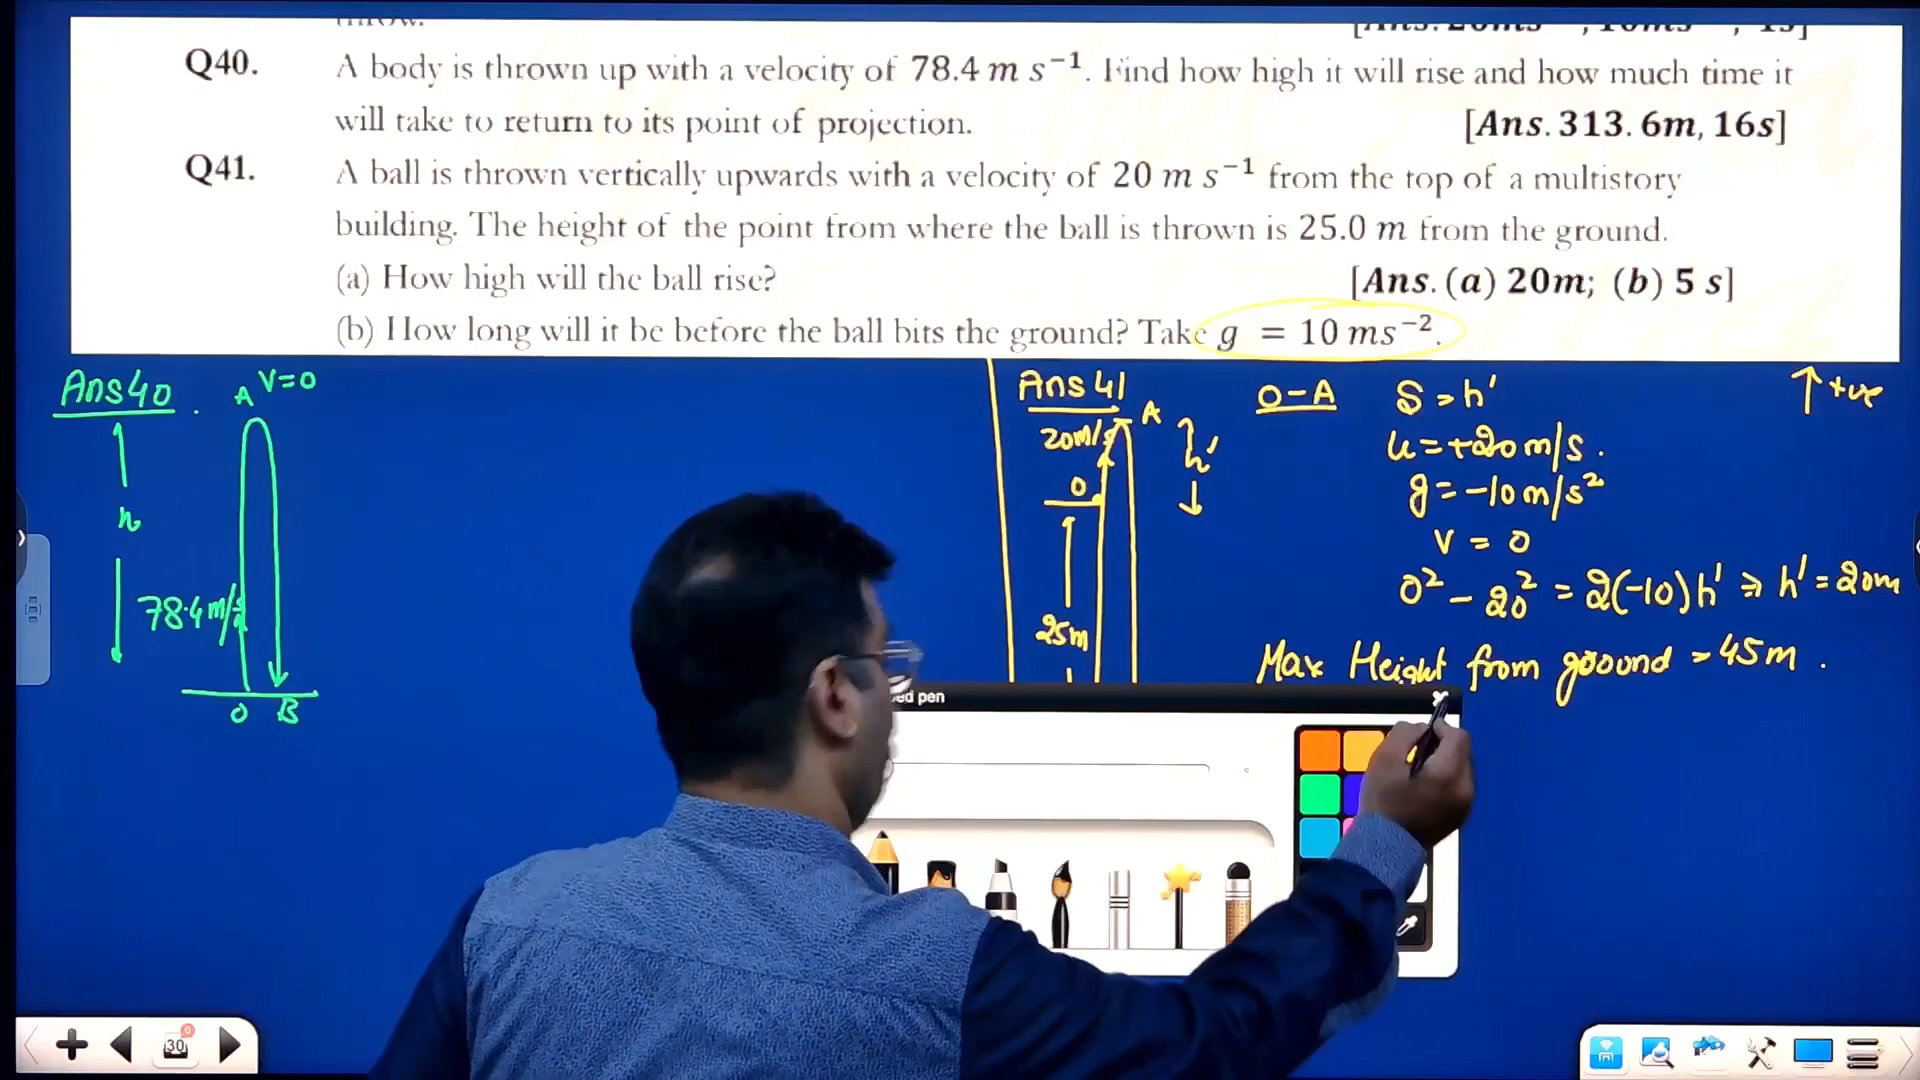 Q40. A body is thrown up with a velocity of 78.4 m s⁻¹. Find how high it will rise and how much time it
will take to return to its point of projection. [Ans. 313.6m, 16s]
Q41. A ball is thrown vertically upwards with a velocity of 20 m s⁻¹ from the top of a multistory
building. The height of the point from where the ball is thrown is 25.0 m from the ground.
(a) How high will the ball rise? [Ans. (a) 20m; (b) 5 s]
(b) How long will it be before the ball bits the ground? Take g = 10 ms⁻².
Ans 40
A V=0
h
78.4 m/s
O B
Ans 41
A
20m/s
h'
O
25m
O-A
S = h'
+ve
u = +20 m/s.
g = -10 m/s²
v = 0
0² - 20² = 2(-10)h' ⇒ h' = 20m
Max Height from ground = 45m.
ed pen
30
0